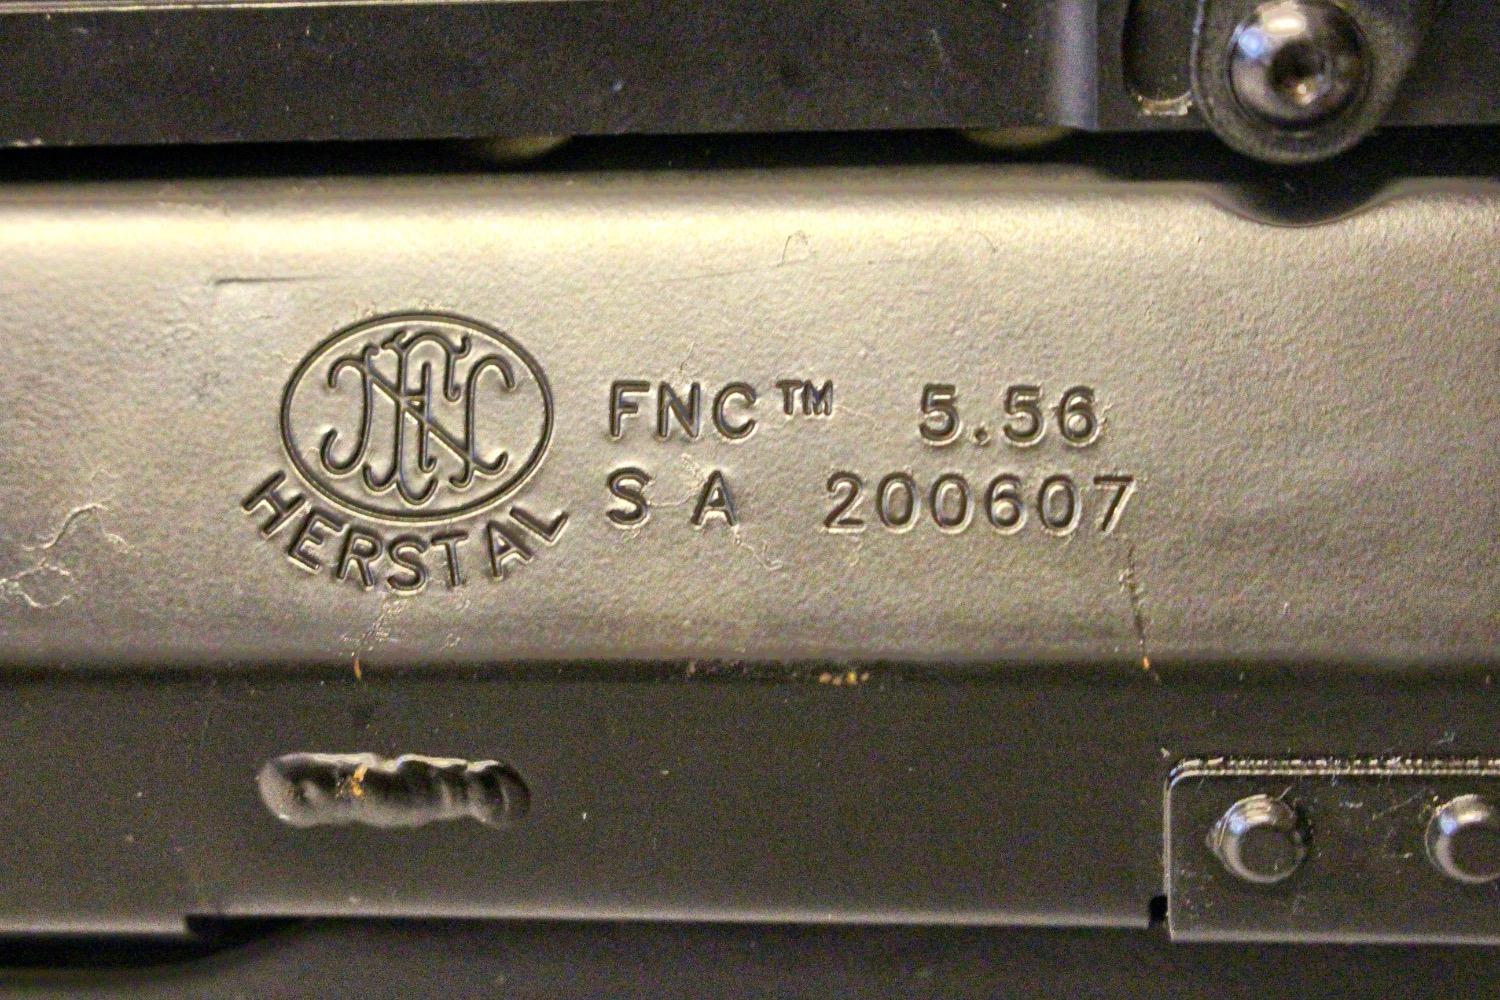 FN
HERSTAL
FNC™ 5.56
S A 200607